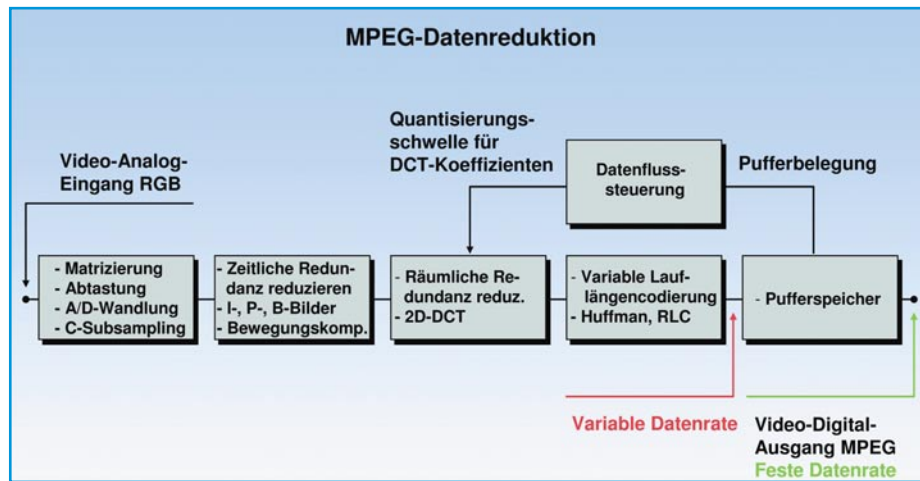 MPEG-Datenreduktion
Video-Analog-
Eingang RGB
Quantisierungs-
schwelle für
DCT-Koeffizienten
Datenfluss-
steuerung
Pufferbelegung
- Matrizierung
- Abtastung
- A/D-Wandlung
- C-Subsampling
- Zeitliche Redun-
danz reduzieren
- I-, P-, B-Bilder
- Bewegungskomp.
- Räumliche Re-
dundanz reduz.
- 2D-DCT
- Variable Lauf-
längencodierung
- Huffman, RLC
- Pufferspeicher
Variable Datenrate
Video-Digital-
Ausgang MPEG
Feste Datenrate